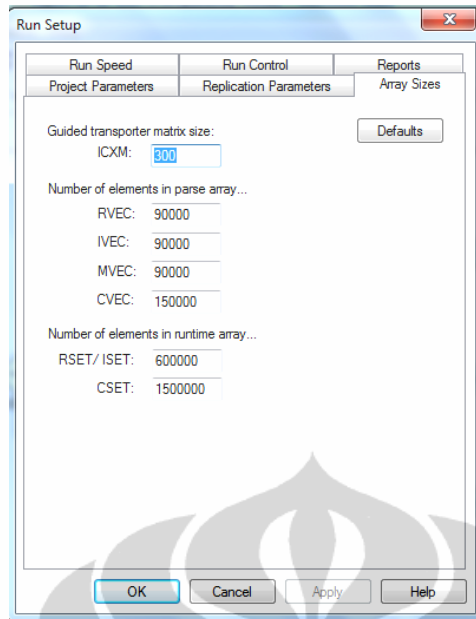 Run Setup
Run Speed Run Control Reports
Project Parameters Replication Parameters Array Sizes
Guided transporter matrix size: Defaults
ICXM: 300
Number of elements in parse array...
RVEC: 90000
IVEC: 90000
MVEC: 90000
CVEC: 150000
Number of elements in runtime array...
RSET/ ISET: 600000
CSET: 1500000
OK Cancel Apply Help